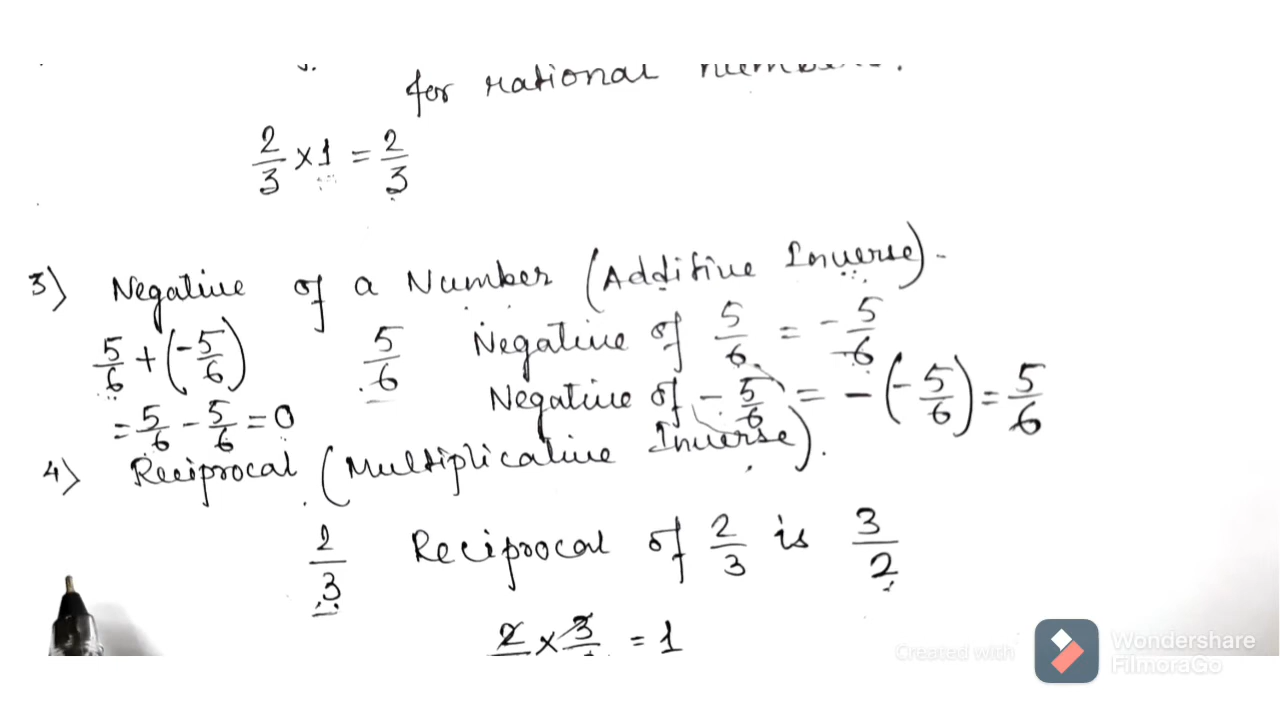 for rational numbers.
2/3 × 1 = 2/3
3) Negative of a Number (Additive Inverse).
5/6 + (-5/6) 5/6 Negative of 5/6 = -5/6
= 5/6 - 5/6 = 0 Negative of - 5/6 = - (- 5/6) = 5/6
4) Reciprocal (Multiplicative Inverse).
2/3 Reciprocal of 2/3 is 3/2
2 × 3 = 1
Created with Wondershare FilmoraGo